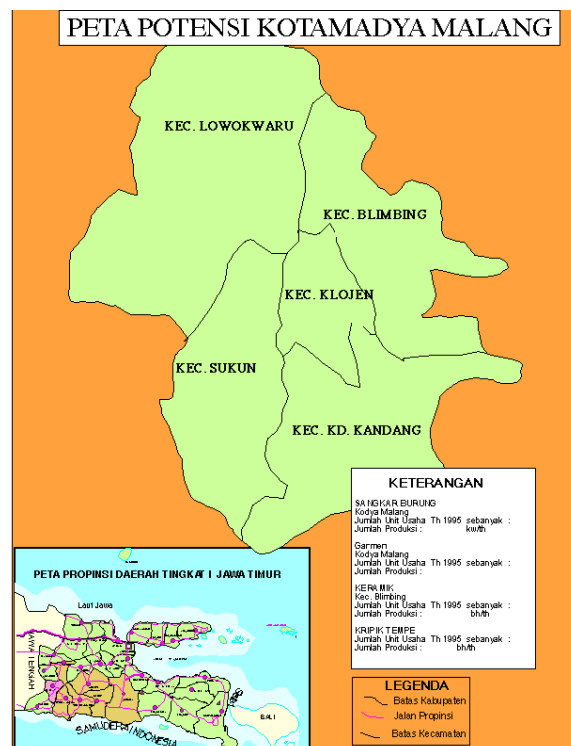 PETA POTENSI KOTAMADYA MALANG
KEC. LOWOKWARU
KEC. BLIMBING
KEC. KLOJEN
KEC. SUKUN
KEC. KD. KANDANG
KETERANGAN
SANGKAR BURUNG
Kodya Malang
Jumlah Unit Usaha Th 1995 sebanyak :
Jumlah Produksi : kw/th
Garmen
Kodya Malang
Jumlah Unit Usaha Th 1995 sebanyak :
Jumlah Produksi :
KERAMIK
Kec. Blimbing
Jumlah Unit Usaha Th 1995 sebanyak :
Jumlah Produksi : bh/th
KRIPIK TEMPE
Jumlah Unit Usaha Th 1995 sebanyak :
Jumlah Produksi : bh/th
PETA PROPINSI DAERAH TINGKAT I JAWA TIMUR
Laut Jawa
JAWA TENGAH
BALI
SAMUDERA INDONESIA
LEGENDA
Batas Kabupaten
Jalan Propinsi
Batas Kecamatan